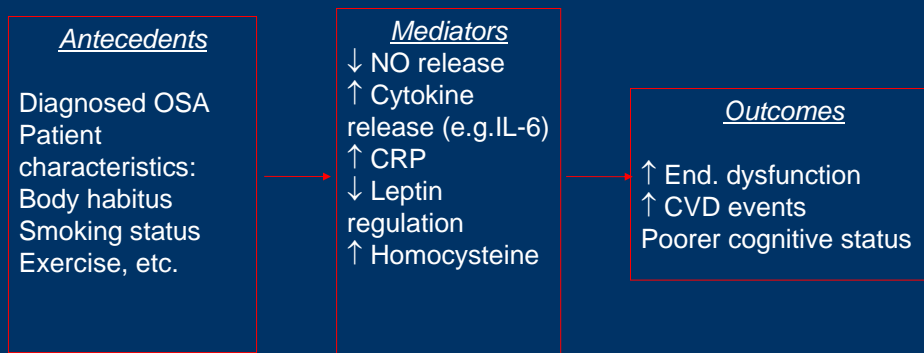 Antecedents
Diagnosed OSA
Patient
characteristics:
Body habitus
Smoking status
Exercise, etc.
Mediators
↓ NO release
↑ Cytokine
release (e.g.IL-6)
↑ CRP
↓ Leptin
regulation
↑ Homocysteine
Outcomes
↑ End. dysfunction
↑ CVD events
Poorer cognitive status